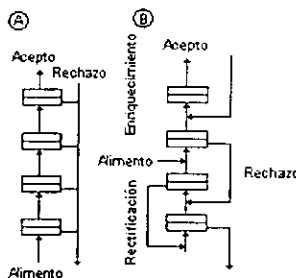 A
Acepto
Rechazo
Alimento
B
Acepto
Enriquecimiento
Alimento
Rectificación
Rechazo